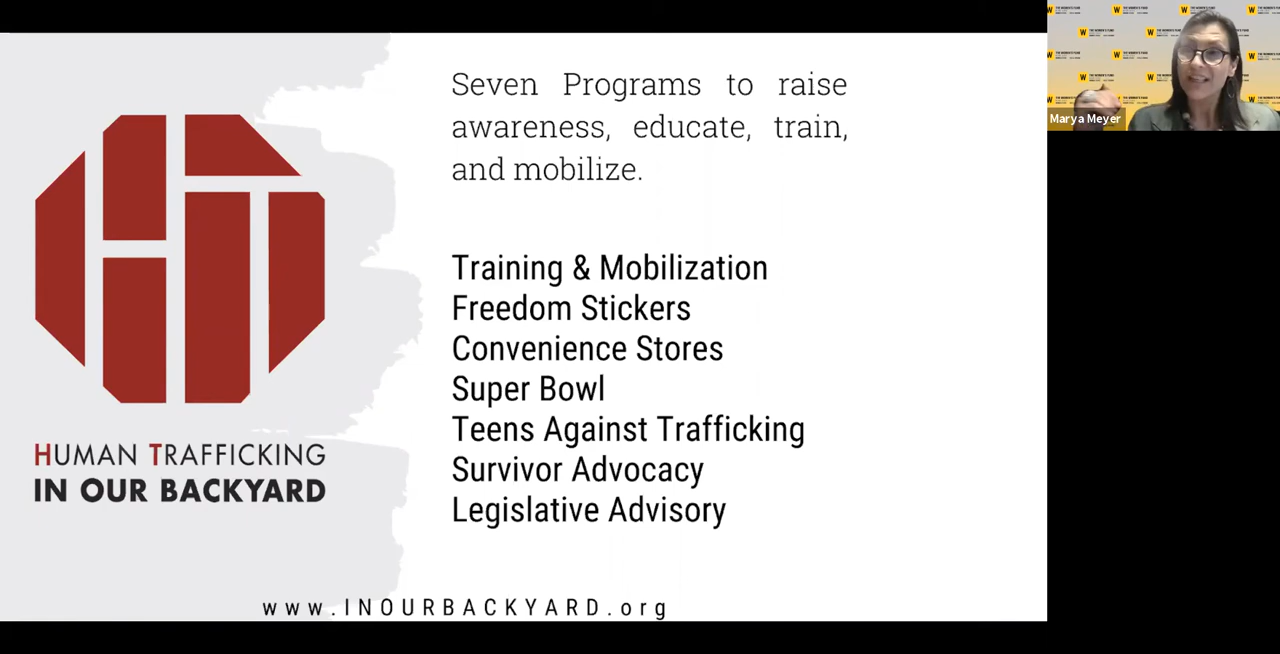 Seven Programs to raise
awareness, educate, train,
and mobilize.
Training & Mobilization
Freedom Stickers
Convenience Stores
Super Bowl
Teens Against Trafficking
Survivor Advocacy
Legislative Advisory
HT
HUMAN TRAFFICKING
IN OUR BACKYARD
www.INOURBACKYARD.org
Marya Meyer